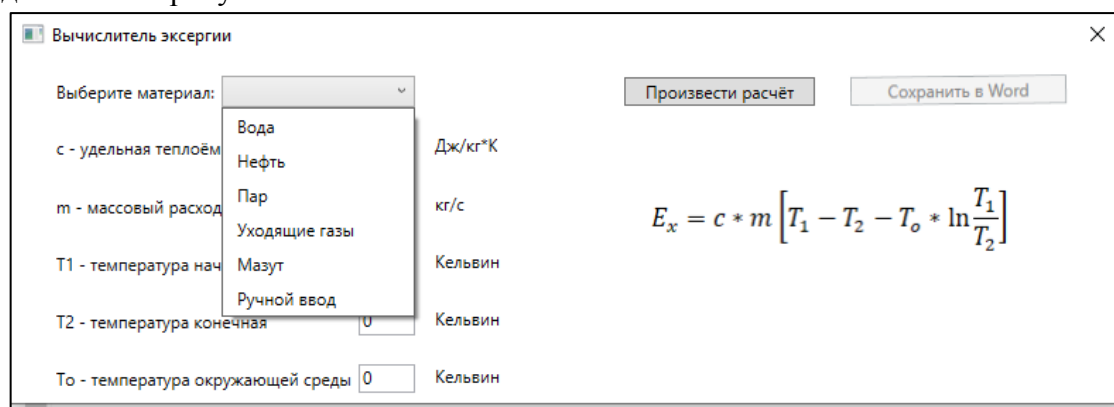 Вычислитель эксергии
Выберите материал:
Произвести расчёт
Сохранить в Word
Вода
Нефть
Пар
Уходящие газы
Мазут
Ручной ввод
с - удельная теплоём
Дж/кг*К
m - массовый расход
кг/с
E_x = c * m [T_1 − T_2 − T_o * ln T_1/T_2]
T1 - температура нач
Кельвин
T2 - температура конечная
0
Кельвин
To - температура окружающей среды
0
Кельвин